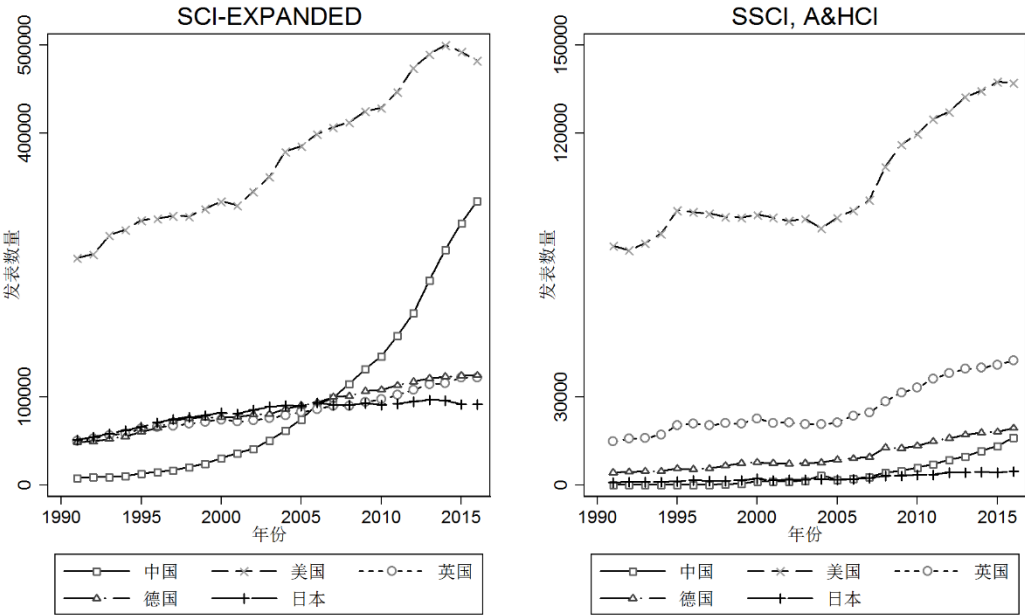 SCI-EXPANDED
发表数量
500000
400000
100000
0
1990 1995 2000 2005 2010 2015
年份
中国 美国 英国
德国 日本
SSCI, A&HCI
发表数量
150000
120000
30000
0
1990 1995 2000 2005 2010 2015
年份
中国 美国 英国
德国 日本